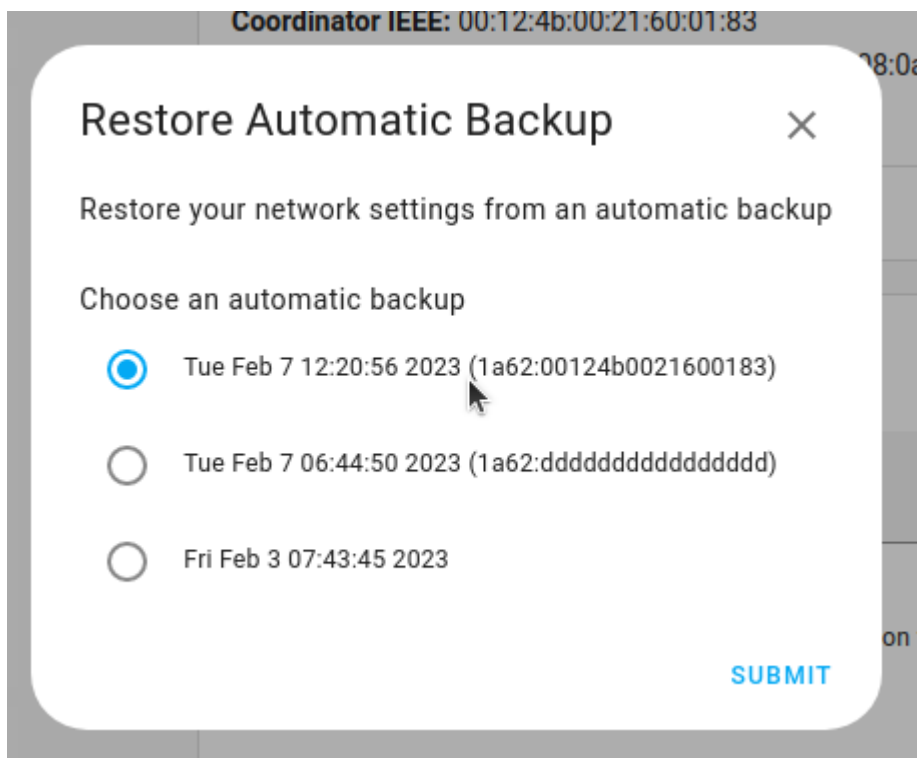 Coordinator IEEE: 00:12:4b:00:21:60:01:83
Restore Automatic Backup
Restore your network settings from an automatic backup
Choose an automatic backup
Tue Feb 7 12:20:56 2023 (1a62:00124b0021600183)
Tue Feb 7 06:44:50 2023 (1a62:dddddddddddddddd)
Fri Feb 3 07:43:45 2023
on
SUBMIT